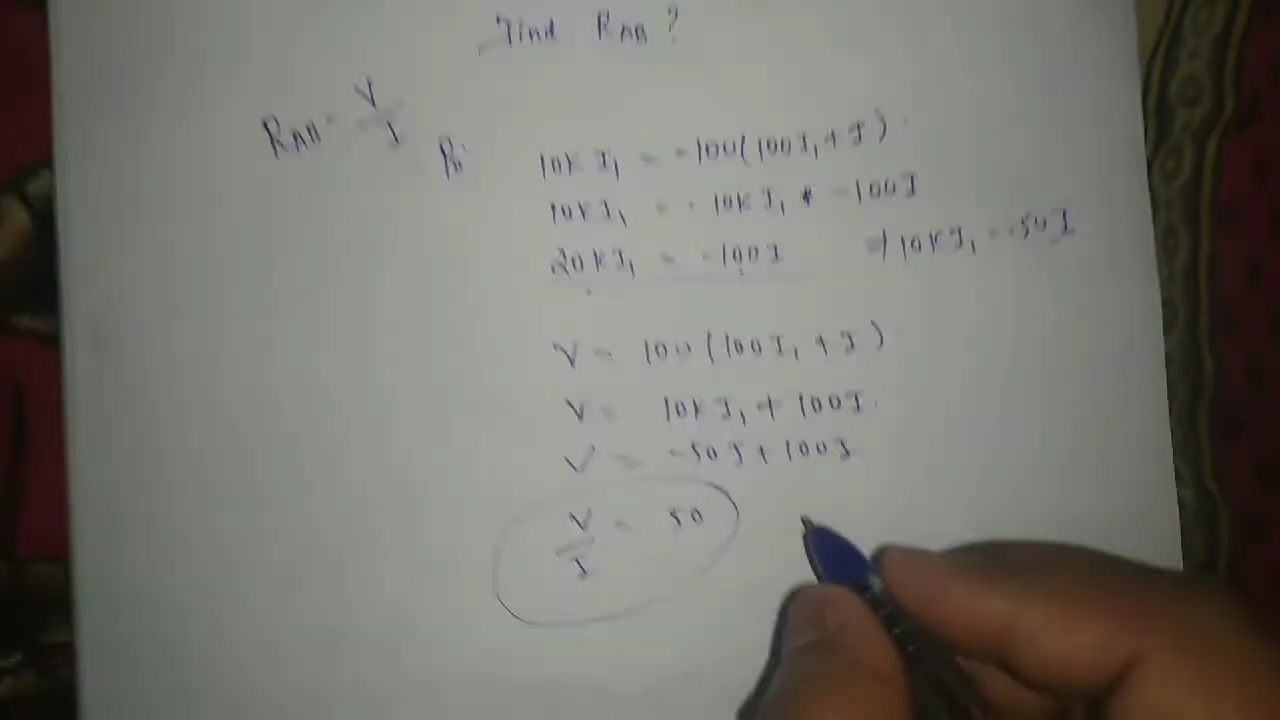 Find RAB ?
RAB = V/I
10K I1 = -100(100I1 + I)
10K I1 = -10K I1 -100I
20K I1 = -100I ⇒ 10K I1 = -50I
V = 100(100I1 + I)
V = 10K I1 + 100I
V = -50I + 100I
V/I = 50